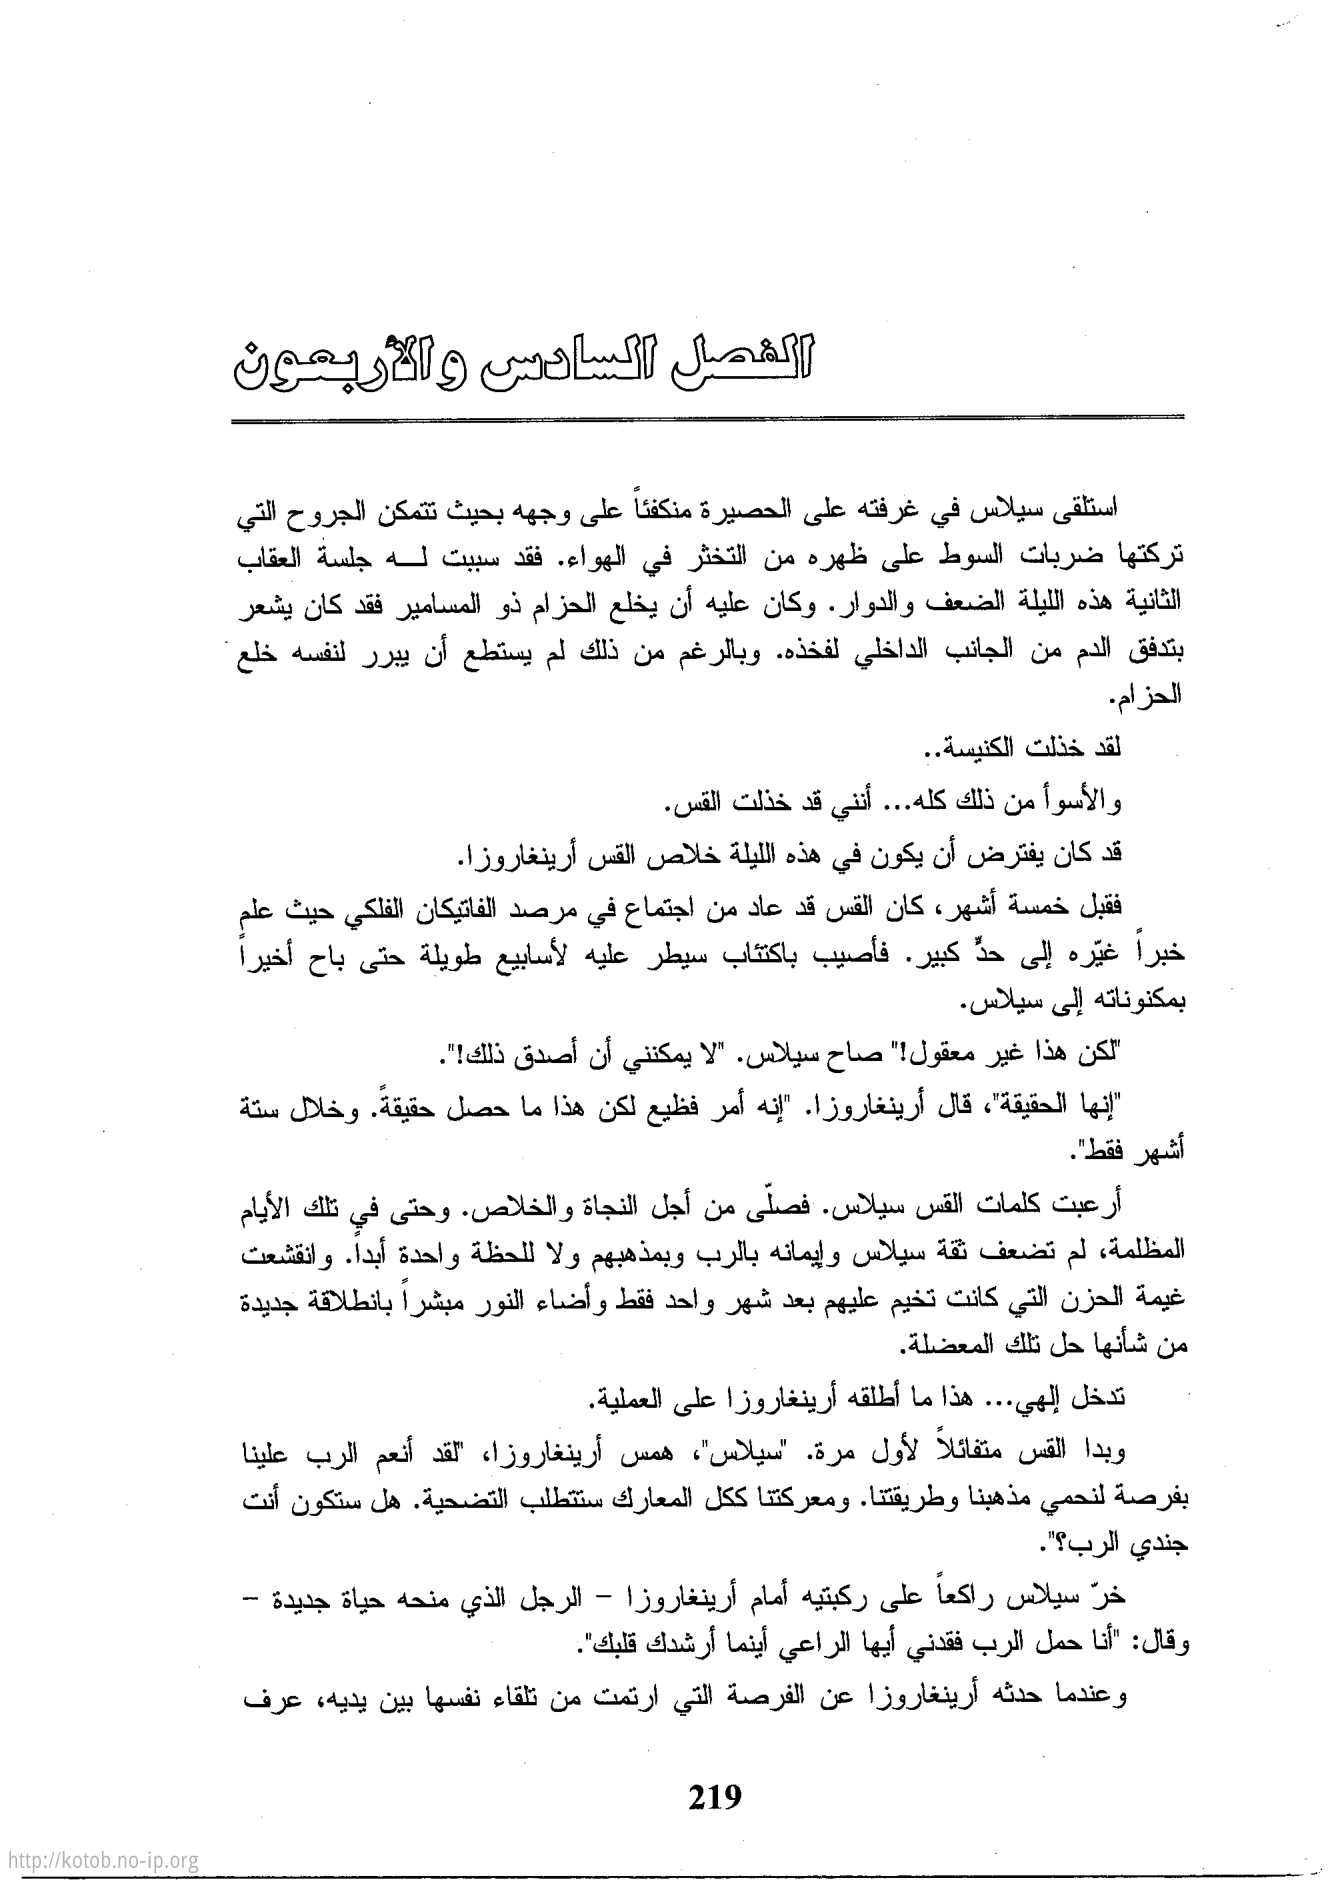 الفصل السادس والأربعون
استلقى سيلاس في غرفته على الحصيرة منكفئاً على وجهه بحيث تتمكن الجروح التي
تركتها ضربات السوط على ظهره من التخثر في الهواء. فقد سببت لـه جلسة العقاب
الثانية هذه الليلة الضعف والدوار. وكان عليه أن يخلع الحزام ذو المسامير فقد كان يشعر
بتدفق الدم من الجانب الداخلي لفخذه. وبالرغم من ذلك لم يستطع أن يبرر لنفسه خلع
الحزام.
لقد خذلت الكنيسة..
والأسوأ من ذلك كله... أنني قد خذلت القس.
قد كان يفترض أن يكون في هذه الليلة خلاص القس أرينغاروزا.
فقبل خمسة أشهر، كان القس قد عاد من اجتماع في مرصد الفاتيكان الفلكي حيث علم
خبراً غيّره إلى حدٍّ كبير. فأصيب باكتئاب سيطر عليه لأسابيع طويلة حتى باح أخيراً
بمكنوناته إلى سيلاس.
"لكن هذا غير معقول!" صاح سيلاس. "لا يمكنني أن أصدق ذلك!".
"إنها الحقيقة"، قال أرينغاروزا. "إنه أمر فظيع لكن هذا ما حصل حقيقةً. وخلال ستة
أشهر فقط".
أرعبت كلمات القس سيلاس. فصلّى من أجل النجاة والخلاص. وحتى في تلك الأيام
المظلمة، لم تضعف ثقة سيلاس وإيمانه بالرب وبمذهبهم ولا للحظة واحدة أبداً. وانقشعت
غيمة الحزن التي كانت تخيم عليهم بعد شهر واحد فقط وأضاء النور مبشراً بانطلاقة جديدة
من شأنها حل تلك المعضلة.
تدخل إلهي... هذا ما أطلقه أرينغاروزا على العملية.
وبدا القس متفائلاً لأول مرة. "سيلاس"، همس أرينغاروزا، "لقد أنعم الرب علينا
بفرصة لنحمي مذهبنا وطريقتنا. ومعركتنا ككل المعارك ستتطلب التضحية. هل ستكون أنت
جندي الرب؟".
خرّ سيلاس راكعاً على ركبتيه أمام أرينغاروزا – الرجل الذي منحه حياة جديدة –
وقال: "أنا حمل الرب فقدني أيها الراعي أينما أرشدك قلبك".
وعندما حدثه أرينغاروزا عن الفرصة التي ارتمت من تلقاء نفسها بين يديه، عرف
219
http://kotob.no-ip.org